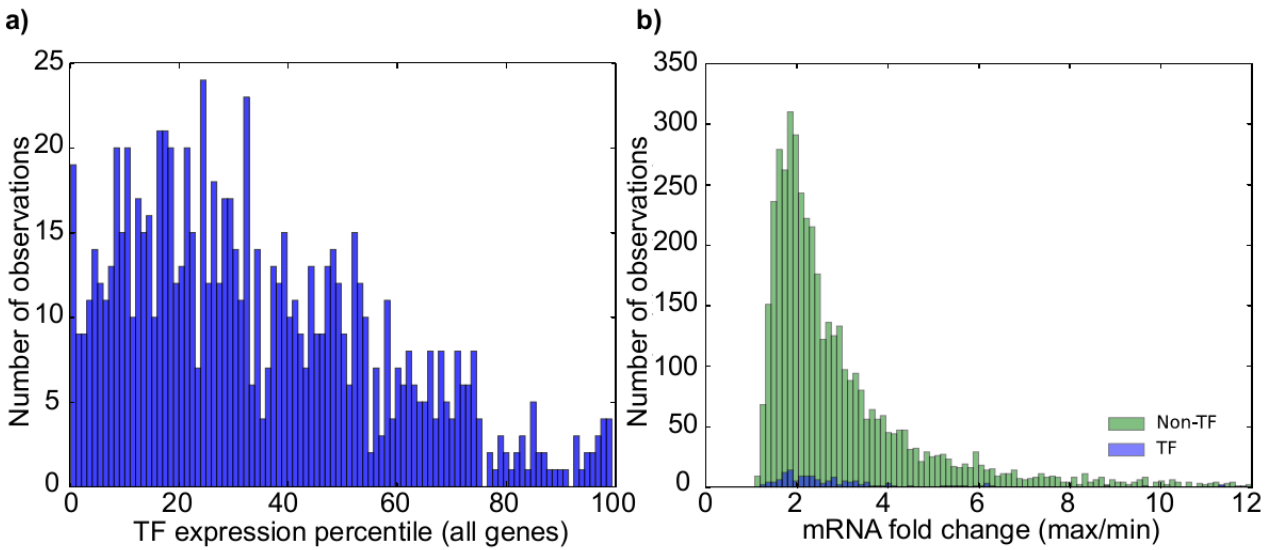 a)
25
20
15
10
5
0
Number of observations
0 20 40 60 80 100
TF expression percentile (all genes)
b)
350
300
250
200
150
100
50
0
Number of observations
Non-TF
TF
0 2 4 6 8 10 12
mRNA fold change (max/min)